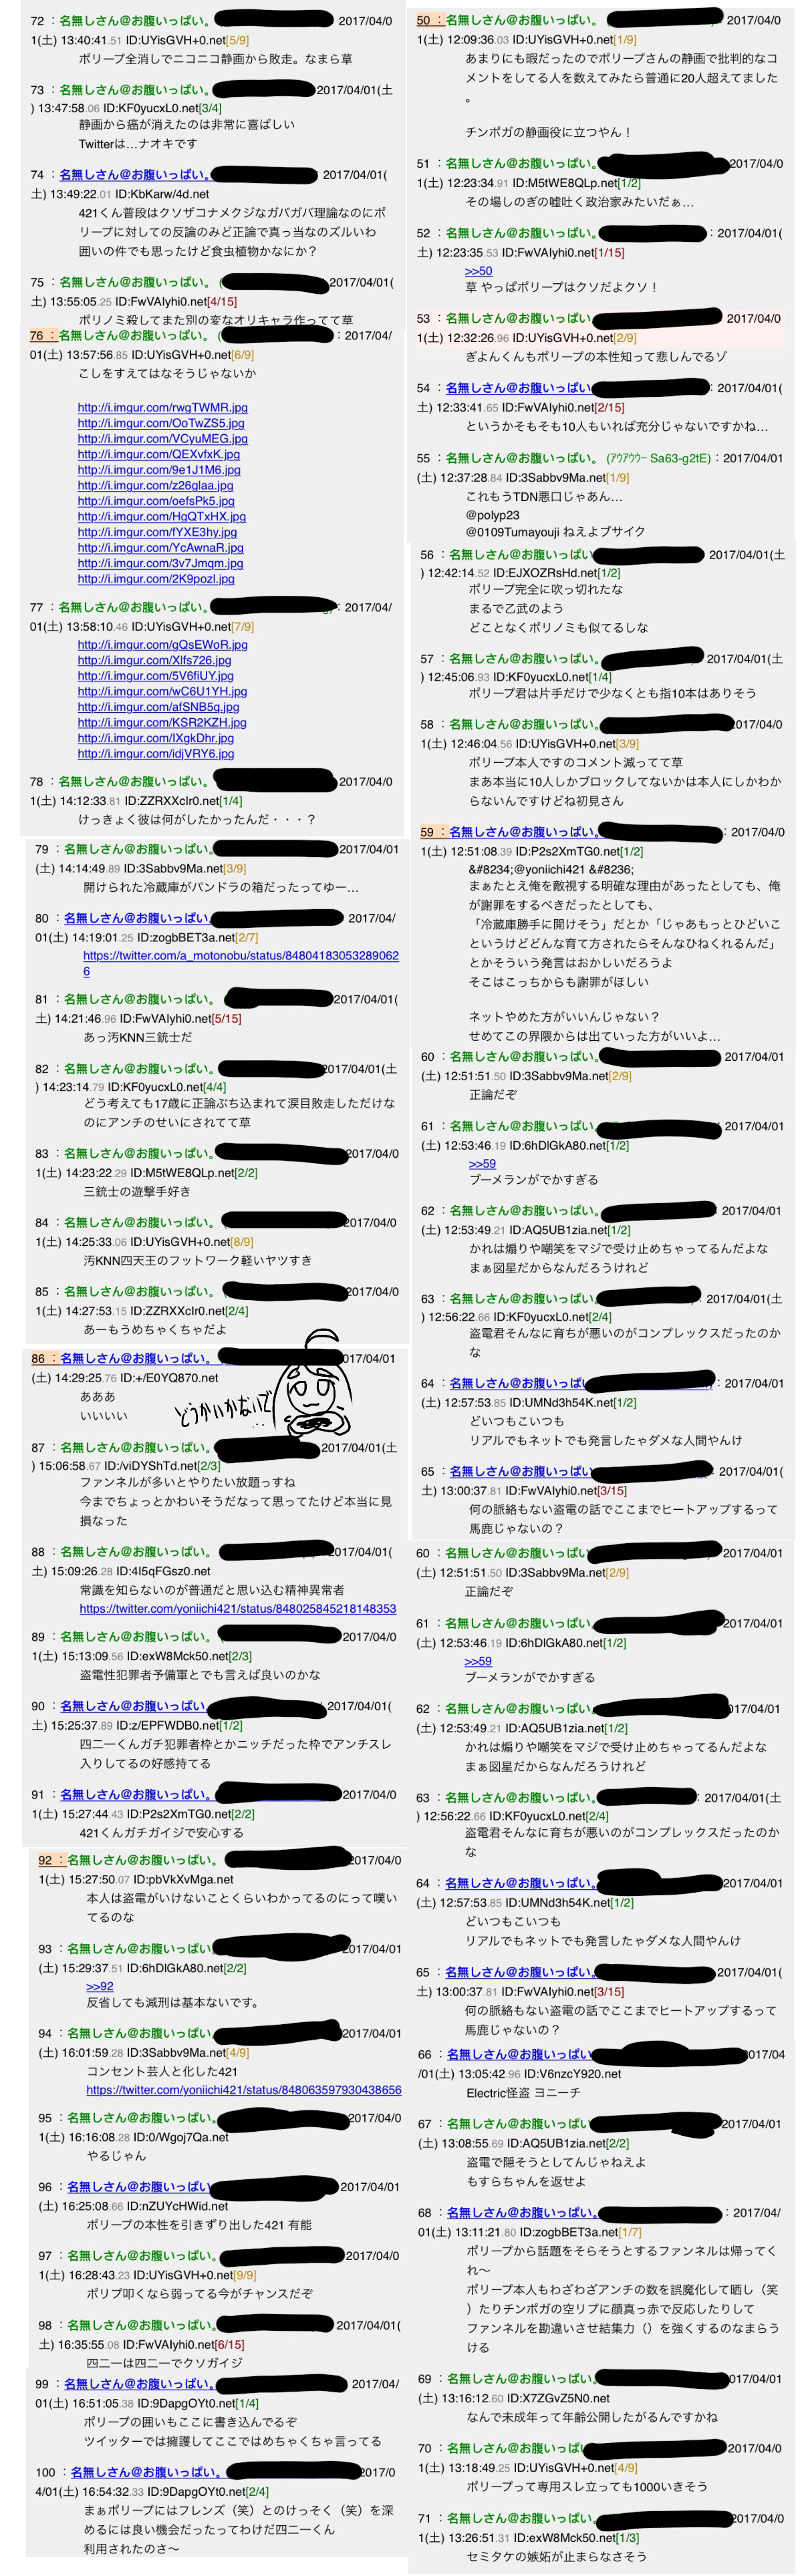 50 ：名無しさん＠お腹いっぱい。 2017/04/0
1(土) 12:09:36.03 ID:UYisGVH+0.net[1/9]
あまりにも暇だったのでポリープさんの静画で批判的なコ
メントをしてる人を数えてみたら普通に20人超えてました
。
チンポガの静画役に立つやん！
51 ：名無しさん＠お腹いっぱい。 2017/04/0
1(土) 12:23:34.91 ID:M5tWE8QLp.net[1/2]
その場しのぎの嘘吐く政治家みたいだぁ…
52 ：名無しさん＠お腹いっぱい。 ：2017/04/01(
土) 12:23:35.53 ID:FwVAIyhi0.net[1/15]
>>50
草 やっぱポリープはクソだよクソ！
53 ：名無しさん＠お腹いっぱい 2017/04/0
1(土) 12:32:26.96 ID:UYisGVH+0.net[2/9]
ぎよんくんもポリープの本性知って悲しんでるゾ
54 ：名無しさん＠お腹いっぱい ：2017/04/01(
土) 12:33:41.65 ID:FwVAIyhi0.net[2/15]
というかそもそも10人もいれば充分じゃないですかね…
55 ：名無しさん＠お腹いっぱい。 (ｱｳｱｳｳｰ Sa63-g2tE)：2017/04/01
(土) 12:37:28.84 ID:3Sabbv9Ma.net[1/9]
これもうTDN悪口じゃあん…
@polyp23
@0109Tumayouji ねえよブサイク
56 ：名無しさん＠お腹いっぱい 2017/04/01(土
) 12:42:14.52 ID:EJXOZRsHd.net[1/2]
ポリープ完全に吹っ切れたな
まるで乙武のよう
どことなくポリノミも似てるしな
57 ：名無しさん＠お腹いっぱい。 2017/04/01(土
) 12:45:06.93 ID:KF0yucxL0.net[1/4]
ポリープ君は片手だけで少なくとも指10本はありそう
58 ：名無しさん＠お腹いっぱい。 2017/04/0
1(土) 12:46:04.56 ID:UYisGVH+0.net[3/9]
ポリープ本人ですのコメント減ってて草
まあ本当に10人しかブロックしてないかは本人にしかわか
らないんですけどね初見さん
59 ：名無しさん＠お腹いっぱい。 ：2017/04/0
1(土) 12:51:08.39 ID:P2s2XmTG0.net[1/2]
&#8234;@yoniichi421 &#8236;
まぁたとえ俺を敵視する明確な理由があったとしても、俺
が謝罪をするべきだったとしても、
「冷蔵庫勝手に開けそう」だとか「じゃあもっとひどいこ
というけどどんな育て方されたらそんなひねくれるんだ」
とかそういう発言はおかしいだろうよ
そこはこっちからも謝罪がほしい
ネットやめた方がいいんじゃない？
せめてこの界隈からは出ていった方がいいよ…
60 ：名無しさん＠お腹いっぱい。 2017/04/01
(土) 12:51:51.50 ID:3Sabbv9Ma.net[2/9]
正論だぞ
61 ：名無しさん＠お腹いっぱい。 2017/04/01
(土) 12:53:46.19 ID:6hDlGkA80.net[1/2]
>>59
ブーメランがでかすぎる
62 ：名無しさん＠お腹いっぱい。 2017/04/01
(土) 12:53:49.21 ID:AQ5UB1zia.net[1/2]
かれは煽りや嘲笑をマジで受け止めちゃってるんだよな
まぁ図星だからなんだろうけれど
63 ：名無しさん＠お腹いっぱい。 ：2017/04/01(土
) 12:56:22.66 ID:KF0yucxL0.net[2/4]
盗電君そんなに育ちが悪いのがコンプレックスだったのか
な
64 ：名無しさん＠お腹いっぱい ：2017/04/01
(土) 12:57:53.85 ID:UMNd3h54K.net[1/2]
どいつもこいつも
リアルでもネットでも発言したゃダメな人間やんけ
65 ：名無しさん＠お腹いっぱい ：2017/04/01(
土) 13:00:37.81 ID:FwVAIyhi0.net[3/15]
何の脈絡もない盗電の話でここまでヒートアップするって
馬鹿じゃないの？
60 ：名無しさん＠お腹いっぱい 2017/04/01
(土) 12:51:51.50 ID:3Sabbv9Ma.net[2/9]
正論だぞ
61 ：名無しさん＠お腹いっぱい。 2017/04/01
(土) 12:53:46.19 ID:6hDlGkA80.net[1/2]
>>59
ブーメランがでかすぎる
62 ：名無しさん＠お腹いっぱい。 017/04/01
(土) 12:53:49.21 ID:AQ5UB1zia.net[1/2]
かれは煽りや嘲笑をマジで受け止めちゃってるんだよな
まぁ図星だからなんだろうけれど
63 ：名無しさん＠お腹いっぱい。 ：2017/04/01(土
) 12:56:22.66 ID:KF0yucxL0.net[2/4]
盗電君そんなに育ちが悪いのがコンプレックスだったのか
な
64 ：名無しさん＠お腹いっぱい。 2017/04/01
(土) 12:57:53.85 ID:UMNd3h54K.net[1/2]
どいつもこいつも
リアルでもネットでも発言したゃダメな人間やんけ
65 ：名無しさん＠お腹いっぱい。 2017/04/01(
土) 13:00:37.81 ID:FwVAIyhi0.net[3/15]
何の脈絡もない盗電の話でここまでヒートアップするって
馬鹿じゃないの？
66 ：名無しさん＠お腹いっぱい 2017/04
/01(土) 13:05:42.96 ID:V6nzcY920.net
Electric怪盗 ヨニーチ
67 ：名無しさん＠お腹いっぱい 2017/04/01
(土) 13:08:55.69 ID:AQ5UB1zia.net[2/2]
盗電で隠そうとしてんじゃねえよ
もすらちゃんを返せよ
68 ：名無しさん＠お腹いっぱい。 ：2017/04/
01(土) 13:11:21.80 ID:zogbBET3a.net[1/7]
ポリープから話題をそらそうとするファンネルは帰ってく
れ〜
ポリープ本人もわざわざアンチの数を誤魔化して晒し（笑
）たりチンポガの空リプに顔真っ赤で反応したりして
ファンネルを勘違いさせ結集力（）を強くするのなまらう
ける
69 ：名無しさん＠お腹いっぱい。 017/04/01
(土) 13:16:12.60 ID:X7ZGvZ5N0.net
なんで未成年って年齢公開したがるんですかね
70 ：名無しさん＠お腹いっぱい 2017/04/0
1(土) 13:18:49.25 ID:UYisGVH+0.net[4/9]
ポリープって専用スレ立っても1000いきそう
71 ：名無しさん＠お腹いっぱい。 2017/04/0
1(土) 13:26:51.31 ID:exW8Mck50.net[1/3]
セミタケの嫉妬が止まらなさそう
72 ：名無しさん＠お腹いっぱい。 2017/04/0
1(土) 13:40:41.51 ID:UYisGVH+0.net[5/9]
ポリープ全消しでニコニコ静画から敗走。なまら草
73 ：名無しさん＠お腹いっぱい。 2017/04/01(土
) 13:47:58.06 ID:KF0yucxL0.net[3/4]
静画から癌が消えたのは非常に喜ばしい
Twitterは…ナオキです
74 ：名無しさん＠お腹いっぱい。 2017/04/01(
土) 13:49:22.01 ID:KbKarw/4d.net
421くん普段はクソザコナメクジなガバガバ理論なのにポ
リープに対しての反論のみど正論で真っ当なのズルいわ
囲いの件でも思ったけど食虫植物かなにか？
75 ：名無しさん＠お腹いっぱい。 2017/04/01(
土) 13:55:05.25 ID:FwVAIyhi0.net[4/15]
ポリノミ殺してまた別の変なオリキャラ作ってて草
76 ：名無しさん＠お腹いっぱい。 ：2017/04/
01(土) 13:57:56.85 ID:UYisGVH+0.net[6/9]
こしをすえてはなそうじゃないか
http://i.imgur.com/rwgTWMR.jpg
http://i.imgur.com/OoTwZS5.jpg
http://i.imgur.com/VCyuMEG.jpg
http://i.imgur.com/QEXvfxK.jpg
http://i.imgur.com/9e1J1M6.jpg
http://i.imgur.com/z26glaa.jpg
http://i.imgur.com/oefsPk5.jpg
http://i.imgur.com/HgQTxHX.jpg
http://i.imgur.com/fYXE3hy.jpg
http://i.imgur.com/YcAwnaR.jpg
http://i.imgur.com/3v7Jmqm.jpg
http://i.imgur.com/2K9pozl.jpg
77 ：名無しさん＠お腹いっぱい。 ：2017/04/
01(土) 13:58:10.46 ID:UYisGVH+0.net[7/9]
http://i.imgur.com/gQsEWoR.jpg
http://i.imgur.com/Xlfs726.jpg
http://i.imgur.com/5V6fiUY.jpg
http://i.imgur.com/wC6U1YH.jpg
http://i.imgur.com/afSNB5q.jpg
http://i.imgur.com/KSR2KZH.jpg
http://i.imgur.com/IXgkDhr.jpg
http://i.imgur.com/idjVRY6.jpg
78 ：名無しさん＠お腹いっぱい。 2017/04/0
1(土) 14:12:33.81 ID:ZZRXXcIr0.net[1/4]
けっきょく彼は何がしたかったんだ・・・？
79 ：名無しさん＠お腹いっぱい。 2017/04/01
(土) 14:14:49.89 ID:3Sabbv9Ma.net[3/9]
開けられた冷蔵庫がパンドラの箱だったってゆー…
80 ：名無しさん＠お腹いっぱい 2017/04/
01(土) 14:19:01.25 ID:zogbBET3a.net[2/7]
https://twitter.com/a_motonobu/status/84804183053289062
6
81 ：名無しさん＠お腹いっぱい。 2017/04/01(
土) 14:21:46.96 ID:FwVAIyhi0.net[5/15]
あっ汚KNN三銃士だ
82 ：名無しさん＠お腹いっぱい。 2017/04/01(土
) 14:23:14.79 ID:KF0yucxL0.net[4/4]
どう考えても17歳に正論ぶち込まれて涙目敗走しただけな
のにアンチのせいにされてて草
83 ：名無しさん＠お腹いっぱい。 2017/04/0
1(土) 14:23:22.29 ID:M5tWE8QLp.net[2/2]
三銃士の遊撃手好き
84 ：名無しさん＠お腹いっぱい。 2017/04/0
1(土) 14:25:33.06 ID:UYisGVH+0.net[8/9]
汚KNN四天王のフットワーク軽いヤツすき
85 ：名無しさん＠お腹いっぱい。 2017/04/0
1(土) 14:27:53.15 ID:ZZRXXcIr0.net[2/4]
あーもうめちゃくちゃだよ
86 ：名無しさん＠お腹いっぱい。 017/04/01
(土) 14:29:25.76 ID:+/E0YQ870.net
あああ
いいいい
87 ：名無しさん＠お腹いっぱい。 2017/04/01(土
) 15:06:58.67 ID:/viDYShTd.net[2/3]
ファンネルが多いとやりたい放題っすね
今までちょっとかわいそうだなって思ってたけど本当に見
損なった
88 ：名無しさん＠お腹いっぱい。 2017/04/01(
土) 15:09:26.28 ID:4I5qFGsz0.net
常識を知らないのが普通だと思い込む精神異常者
https://twitter.com/yoniichi421/status/848025845218148353
89 ：名無しさん＠お腹いっぱい。 2017/04/0
1(土) 15:13:09.56 ID:exW8Mck50.net[2/3]
盗電性犯罪者予備軍とでも言えば良いのかな
90 ：名無しさん＠お腹いっぱい ：2017/04/01(
土) 15:25:37.89 ID:z/EPFWDB0.net[1/2]
四二一くんガチ犯罪者枠とかニッチだった枠でアンチスレ
入りしてるの好感持てる
91 ：名無しさん＠お腹いっぱい。 2017/04/0
1(土) 15:27:44.43 ID:P2s2XmTG0.net[2/2]
421くんガチガイジで安心する
92 ：名無しさん＠お腹いっぱい。 2017/04/0
1(土) 15:27:50.07 ID:pbVkXvMga.net
本人は盗電がいけないことくらいわかってるのにって嘆い
てるのな
93 ：名無しさん＠お腹いっぱい。 2017/04/01
(土) 15:29:37.51 ID:6hDlGkA80.net[2/2]
>>92
反省しても減刑は基本ないです。
94 ：名無しさん＠お腹いっぱい。 2017/04/01
(土) 16:01:59.28 ID:3Sabbv9Ma.net[4/9]
コンセント芸人と化した421
https://twitter.com/yoniichi421/status/848063597930438656
95 ：名無しさん＠お腹いっぱい。 2017/04/0
1(土) 16:16:08.28 ID:0/Wgoj7Qa.net
やるじゃん
96 ：名無しさん＠お腹いっぱい 2017/04/01
(土) 16:25:08.66 ID:nZUYcHWid.net
ポリープの本性を引きずり出した421 有能
97 ：名無しさん＠お腹いっぱい。 2017/04/0
1(土) 16:28:43.23 ID:UYisGVH+0.net[9/9]
ポリプ叩くなら弱ってる今がチャンスだぞ
98 ：名無しさん＠お腹いっぱい。 2017/04/01(
土) 16:35:55.08 ID:FwVAIyhi0.net[6/15]
四二一は四二一でクソガイジ
99 ：名無しさん＠お腹いっぱい。 2017/04/
01(土) 16:51:05.38 ID:9DapgOYt0.net[1/4]
ポリープの囲いもここに書き込んでるぞ
ツイッターでは擁護してここではめちゃくちゃ言ってる
100 ：名無しさん＠お腹いっぱい。 2017/0
4/01(土) 16:54:32.33 ID:9DapgOYt0.net[2/4]
まぁポリープにはフレンズ（笑）とのけっそく（笑）を深
めるには良い機会だったってわけだ四二一くん
利用されたのさ〜